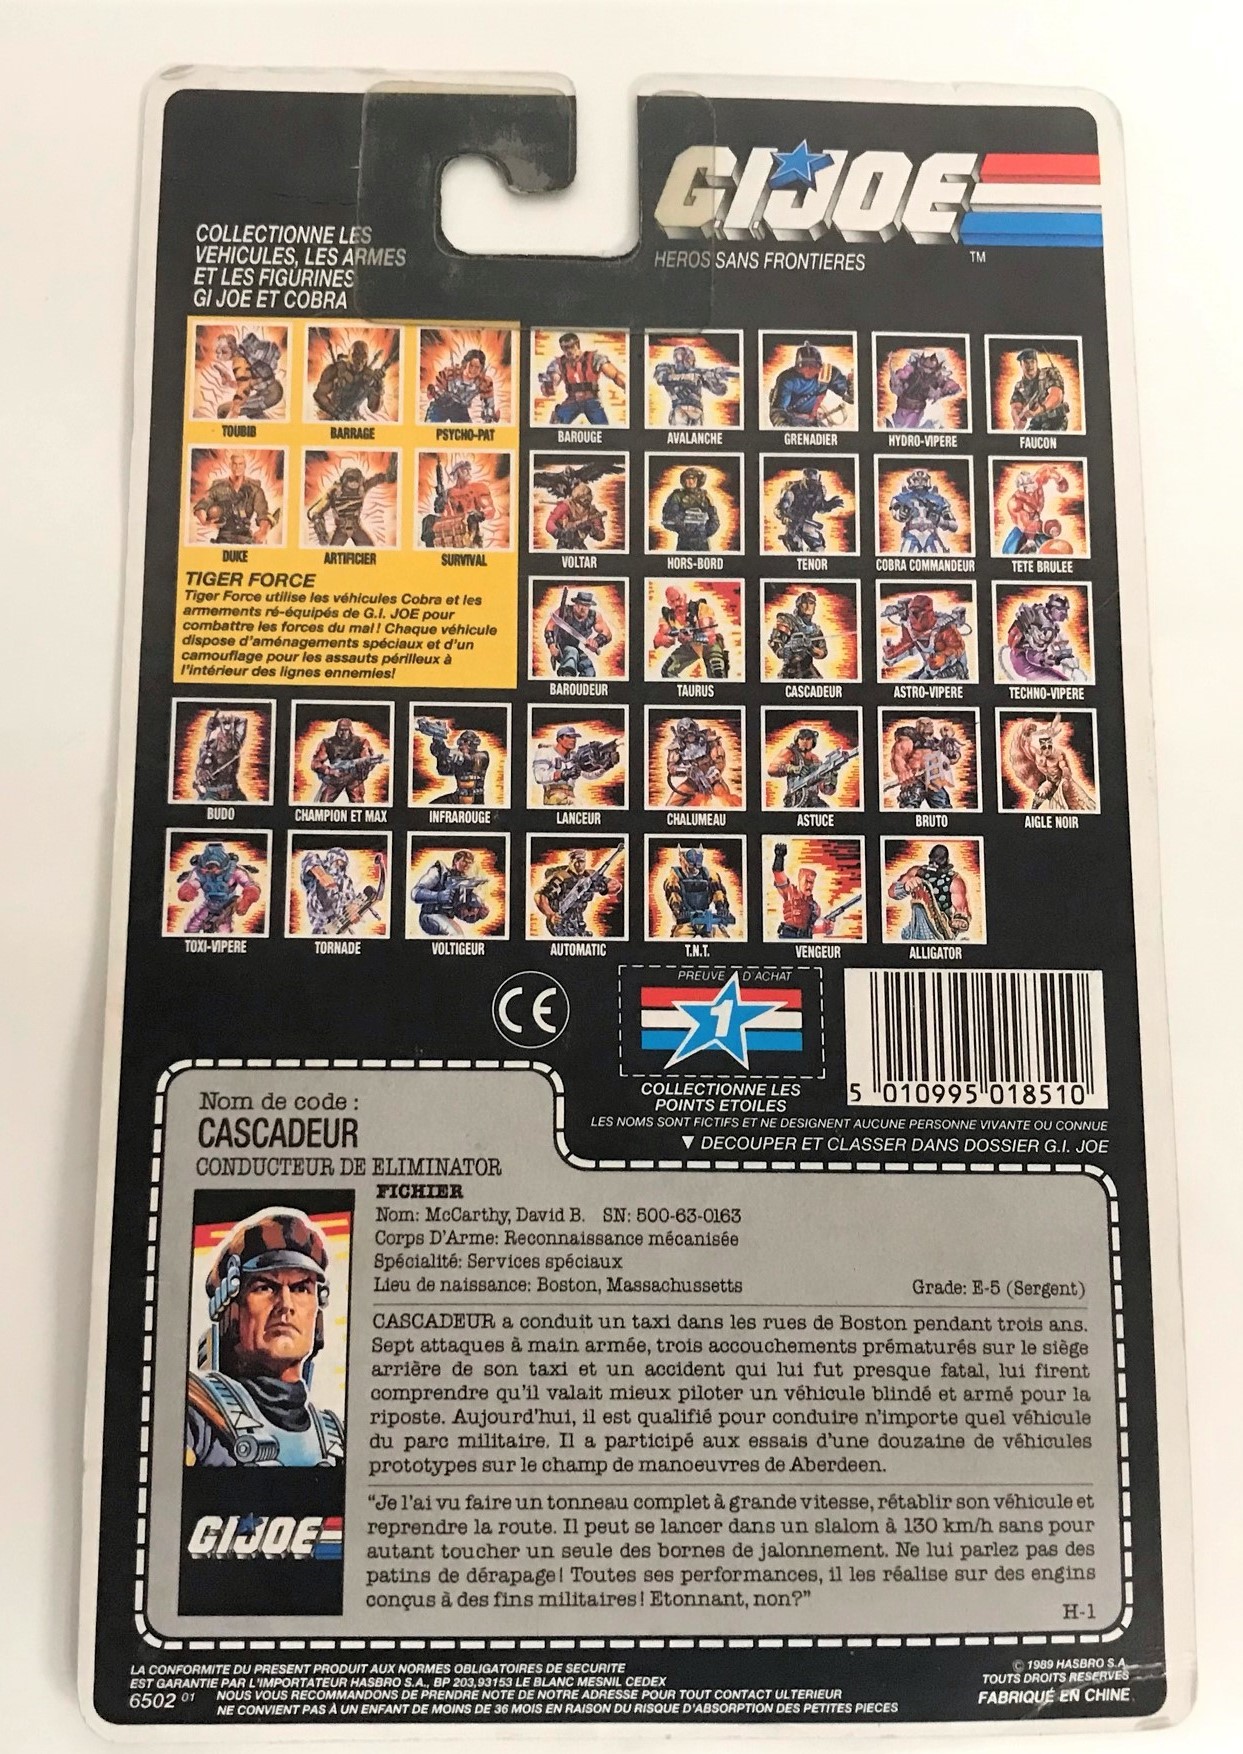 GIJOE
HEROS SANS FRONTIERES
TM
COLLECTIONNE LES
VEHICULES, LES ARMES
ET LES FIGURINES
GI JOE ET COBRA
TOUBIB BARRAGE PSYCHO-PAT BAROUGE AVALANCHE GRENADIER HYDRO-VIPERE FAUCON
DUKE ARTIFICIER SURVIVAL VOLTAR HORS-BORD TENOR COBRA COMMANDEUR TETE BRULEE
TIGER FORCE
Tiger Force utilise les véhicules Cobra et les
armements ré-équipés de G.I. JOE pour
combattre les forces du mal! Chaque véhicule
dispose d'aménagements spéciaux et d'un
camouflage pour les assauts périlleux à
l'intérieur des lignes ennemies!
BAROUDEUR TAURUS CASCADEUR ASTRO-VIPERE TECHNO-VIPERE
BUDO CHAMPION ET MAX INFRAROUGE LANCEUR CHALUMEAU ASTUCE BRUTO AIGLE NOIR
TOXI-VIPERE TORNADE VOLTIGEUR AUTOMATIC T.N.T. VENGEUR ALLIGATOR
CE
PREUVE D'ACHAT
1
COLLECTIONNE LES
POINTS ETOILES
5 010995 018510
LES NOMS SONT FICTIFS ET NE DESIGNENT AUCUNE PERSONNE VIVANTE OU CONNUE
▼ DECOUPER ET CLASSER DANS DOSSIER G.I. JOE
Nom de code :
CASCADEUR
CONDUCTEUR DE ELIMINATOR
FICHIER
Nom: McCarthy, David B. SN: 500-63-0163
Corps D'Arme: Reconnaissance mécanisée
Spécialité: Services spéciaux
Lieu de naissance: Boston, Massachussetts Grade: E-5 (Sergent)
CASCADEUR a conduit un taxi dans les rues de Boston pendant trois ans.
Sept attaques à main armée, trois accouchements prématurés sur le siège
arrière de son taxi et un accident qui lui fut presque fatal, lui firent
comprendre qu'il valait mieux piloter un véhicule blindé et armé pour la
riposte. Aujourd'hui, il est qualifié pour conduire n'importe quel véhicule
du parc militaire. Il a participé aux essais d'une douzaine de véhicules
prototypes sur le champ de manoeuvres de Aberdeen.
"Je l'ai vu faire un tonneau complet à grande vitesse, rétablir son véhicule et
reprendre la route. Il peut se lancer dans un slalom à 130 km/h sans pour
autant toucher un seule des bornes de jalonnement. Ne lui parlez pas des
patins de dérapage! Toutes ses performances, il les réalise sur des engins
conçus à des fins militaires! Etonnant, non?"
H-1
GIJOE
LA CONFORMITE DU PRESENT PRODUIT AUX NORMES OBLIGATOIRES DE SECURITE
EST GARANTIE PAR L'IMPORTATEUR HASBRO S.A., BP 203,93153 LE BLANC MESNIL CEDEX
6502 01 NOUS VOUS RECOMMANDONS DE PRENDRE NOTE DE NOTRE ADRESSE POUR TOUT CONTACT ULTERIEUR
NE CONVIENT PAS À UN ENFANT DE MOINS DE 36 MOIS EN RAISON DU RISQUE D'ABSORPTION DES PETITES PIECES
© 1989 HASBRO S.A.
TOUTS DROITS RESERVES
FABRIQUÉ EN CHINE